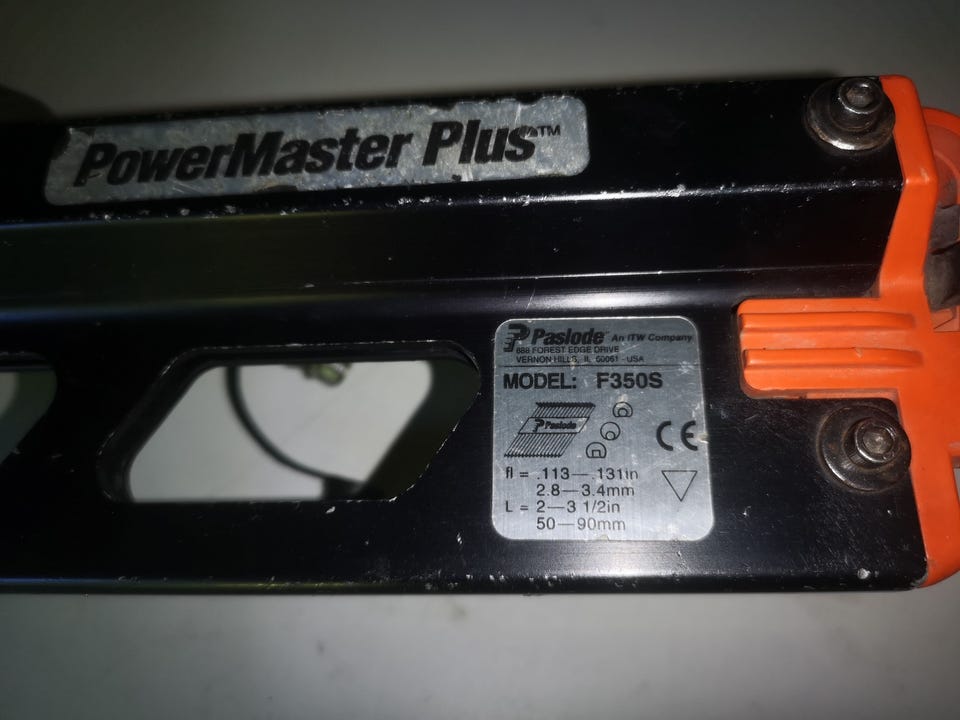 PowerMaster Plus™
Paslode™ An ITW Company
888 FOREST EDGE DRIVE
VERNON HILLS, IL 60061 - USA
MODEL: F350S
Paslode
fl = .113—.131in
2.8—3.4mm
L = 2—3 1/2in
50—90mm
CE